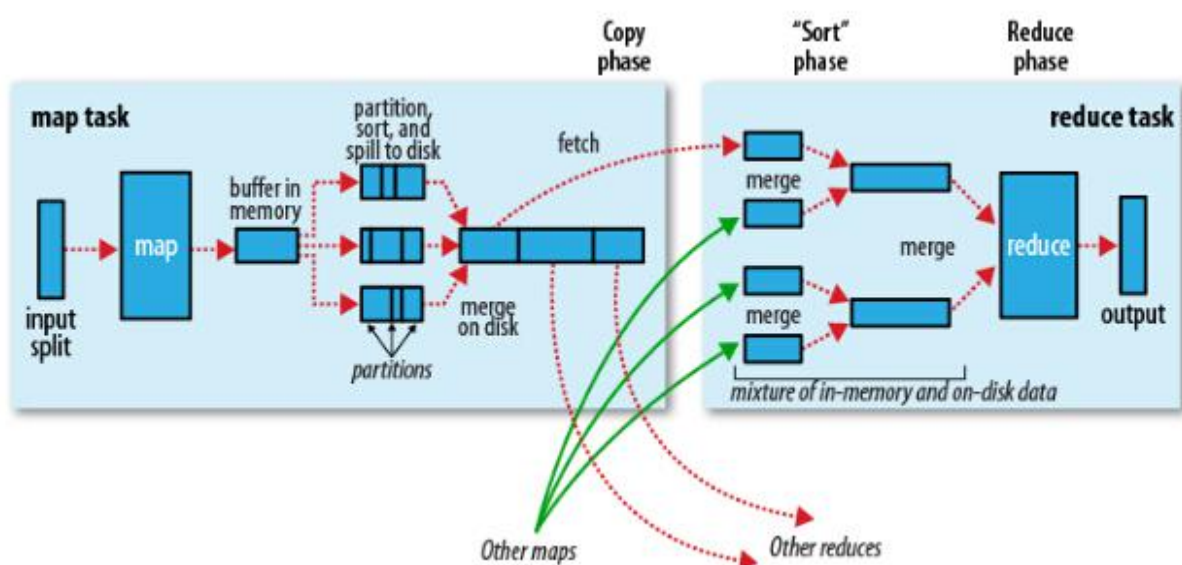 Copy
phase
“Sort”
phase
Reduce
phase
map task
partition,
sort, and
spill to disk
fetch
reduce task
buffer in
memory
merge
map
merge
reduce
input
split
merge
on disk
merge
output
partitions
mixture of in-memory and on-disk data
Other maps
Other reduces